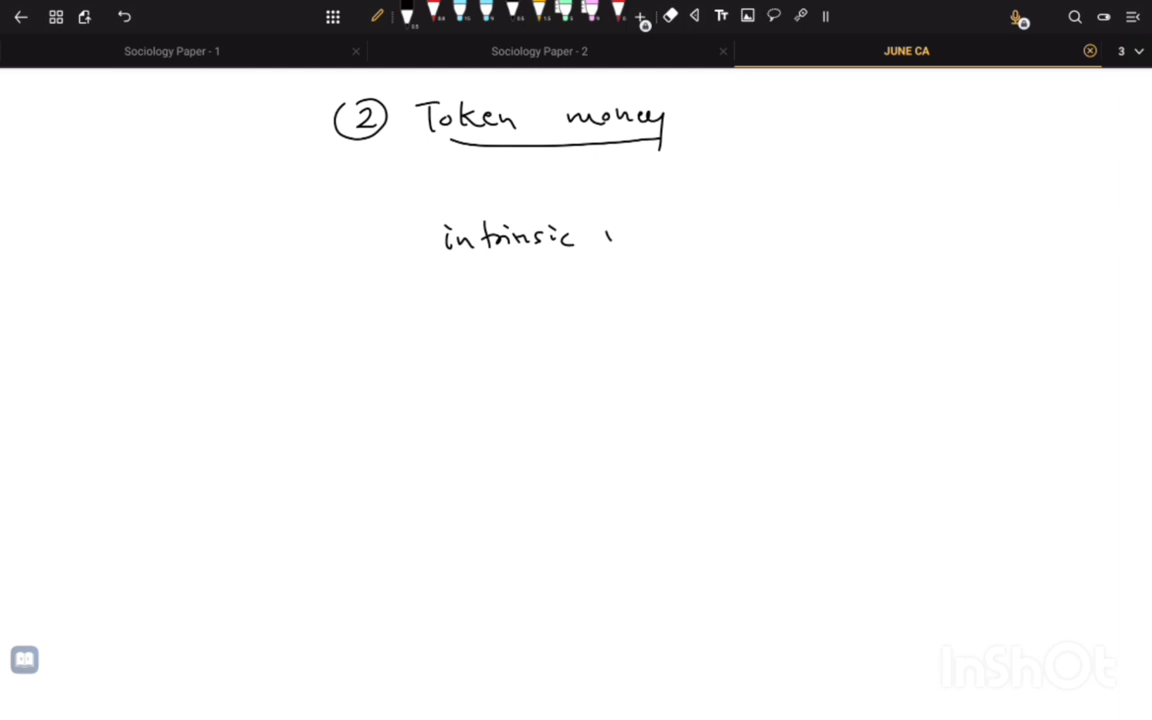 Sociology Paper - 1
Sociology Paper - 2
JUNE CA
3
② Token money
intrinsic
InShOt